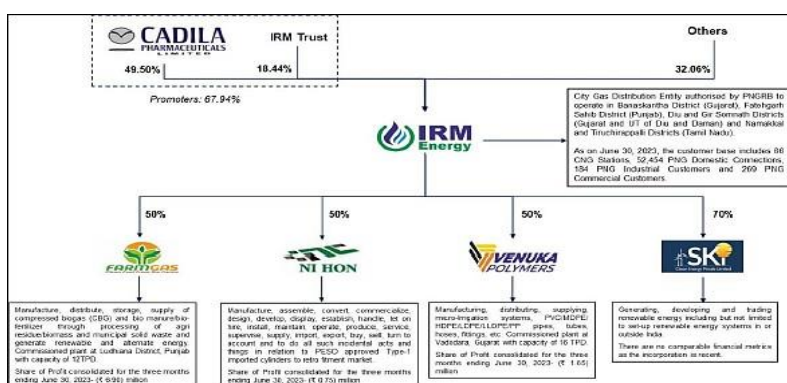 CADILA
PHARMACEUTICALS
LIMITED
IRM Trust
Others
49.50%
18.44%
32.06%
Promoters: 67.94%
IRM
Energy
City Gas Distribution Entity authorised by PNGRB to
operate in Banaskantha District (Gujarat), Fatehgarh
Sahib District (Punjab), Diu and Gir Somnath Districts
(Gujarat and UT of Diu and Daman) and Namakkal
and Tiruchirappalli Districts (Tamil Nadu).
As on June 30, 2023, the customer base includes 66
CNG Stations, 52,454 PNG Domestic Connections,
184 PNG Industrial Customers and 269 PNG
Commercial Customers.
50%
50%
50%
70%
FARMGAS
NI HON
VENUKA
POLYMERS
SKI
Clean Energy Private Limited
Manufacture, distribute, storage, supply of
compressed biogas (CBG) and bio manure/bio-
fertilizer through processing of agri
residue/biomass and municipal solid waste and
generate renewable and alternate energy.
Commissioned plant at Ludhiana District, Punjab
with capacity of 12TPD.
Share of Profit consolidated for the three months
ending June 30, 2023- (₹ 6.90) million
Manufacture, assemble, convert, commercialize,
design, develop, display, establish, handle, let on
hire, install, maintain operate, produce, service,
supervise, supply, import, export, buy, sell, turn to
account and to do all such incidental acts and
things in relation to PESO approved Type-1
imported cylinders to retro fitment market.
Share of Profit consolidated for the three months
ending June 30, 2023- (₹ 0.75) million
Manufacturing, distributing, supplying,
micro-irrigation systems, PVC/MDPE/
HDPE/LDPE/LLDPE/PP pipes, tubes,
hoses, fittings, etc. Commissioned plant at
Vadodara, Gujarat with capacity of 16 TPD.
Share of Profit consolidated for the three
months ending June 30, 2023- (₹ 1.65)
million
Generating, developing and trading
renewable energy including but not limited
to set-up renewable energy systems in or
outside India.
There are no comparable financial metrics
as the incorporation is recent.